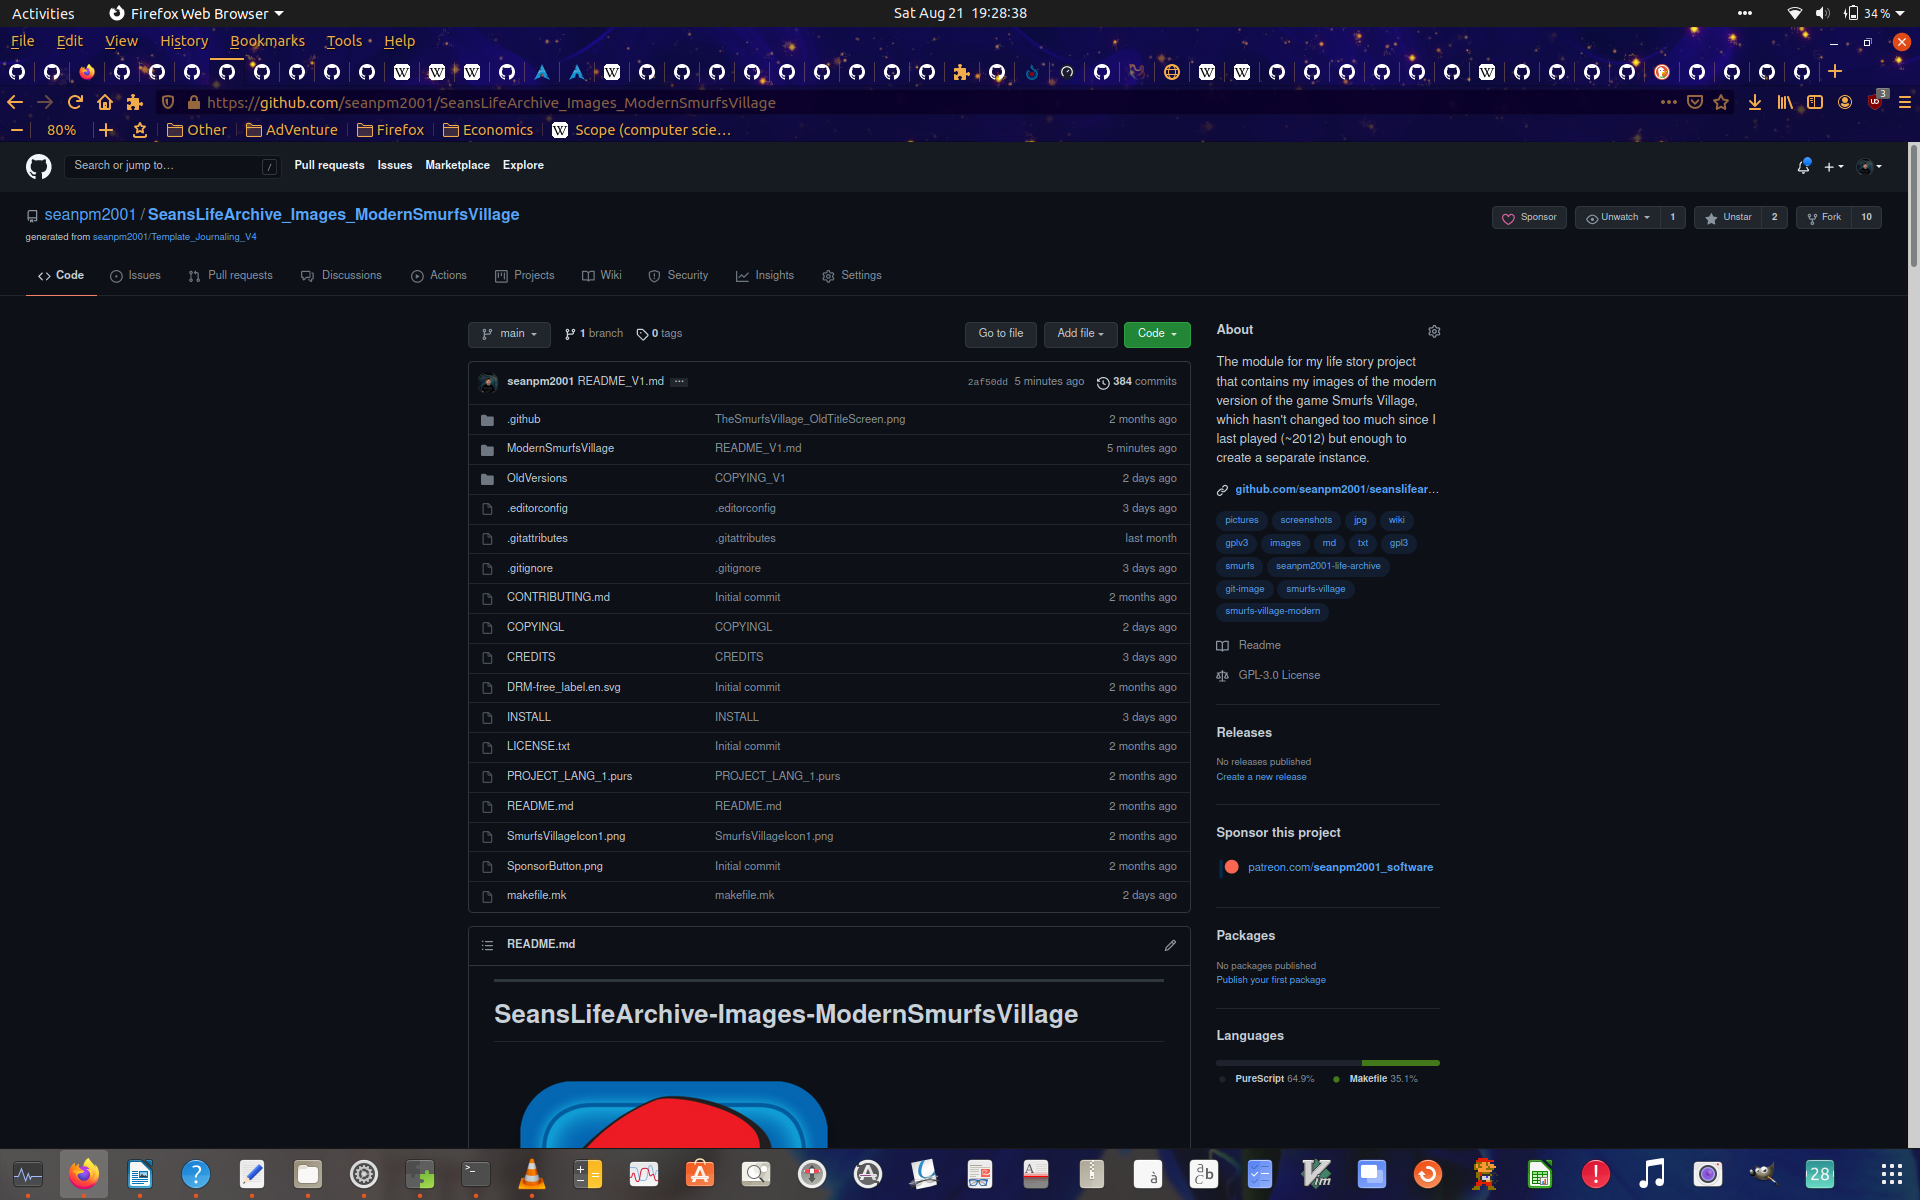 Activities Firefox Web Browser Sat Aug 21 19:28:38 34 %
File Edit View History Bookmarks Tools Help
https://github.com/seanpm2001/SeansLifeArchive_Images_ModernSmurfsVillage 3
80% Other AdVenture Firefox Economics Scope (computer scie…
Search or jump to… / Pull requests Issues Marketplace Explore
seanpm2001 / SeansLifeArchive_Images_ModernSmurfsVillage Sponsor Unwatch 1 Unstar 2 Fork 10
generated from seanpm2001/Template_Journaling_V4
Code Issues Pull requests Discussions Actions Projects Wiki Security Insights Settings
main 1 branch 0 tags Go to file Add file Code
seanpm2001 README_V1.md ... 2af50dd 5 minutes ago 384 commits
.github TheSmurfsVillage_OldTitleScreen.png 2 months ago
ModernSmurfsVillage README_V1.md 5 minutes ago
OldVersions COPYING_V1 2 days ago
.editorconfig .editorconfig 3 days ago
.gitattributes .gitattributes last month
.gitignore .gitignore 3 days ago
CONTRIBUTING.md Initial commit 2 months ago
COPYINGL COPYINGL 2 days ago
CREDITS CREDITS 3 days ago
DRM-free_label.en.svg Initial commit 2 months ago
INSTALL INSTALL 3 days ago
LICENSE.txt Initial commit 2 months ago
PROJECT_LANG_1.purs PROJECT_LANG_1.purs 2 months ago
README.md README.md 2 months ago
SmurfsVillageIcon1.png SmurfsVillageIcon1.png 2 months ago
SponsorButton.png Initial commit 2 months ago
makefile.mk makefile.mk 2 days ago
README.md
SeansLifeArchive-Images-ModernSmurfsVillage
About
The module for my life story project
that contains my images of the modern
version of the game Smurfs Village,
which hasn't changed too much since I
last played (~2012) but enough to
create a separate instance.
github.com/seanpm2001/seanslifear…
pictures screenshots jpg wiki
gplv3 images md txt gpl3
smurfs seanpm2001-life-archive
git-image smurfs-village
smurfs-village-modern
Readme
GPL-3.0 License
Releases
No releases published
Create a new release
Sponsor this project
patreon.com/seanpm2001_software
Packages
No packages published
Publish your first package
Languages
PureScript 64.9% Makefile 35.1%
28